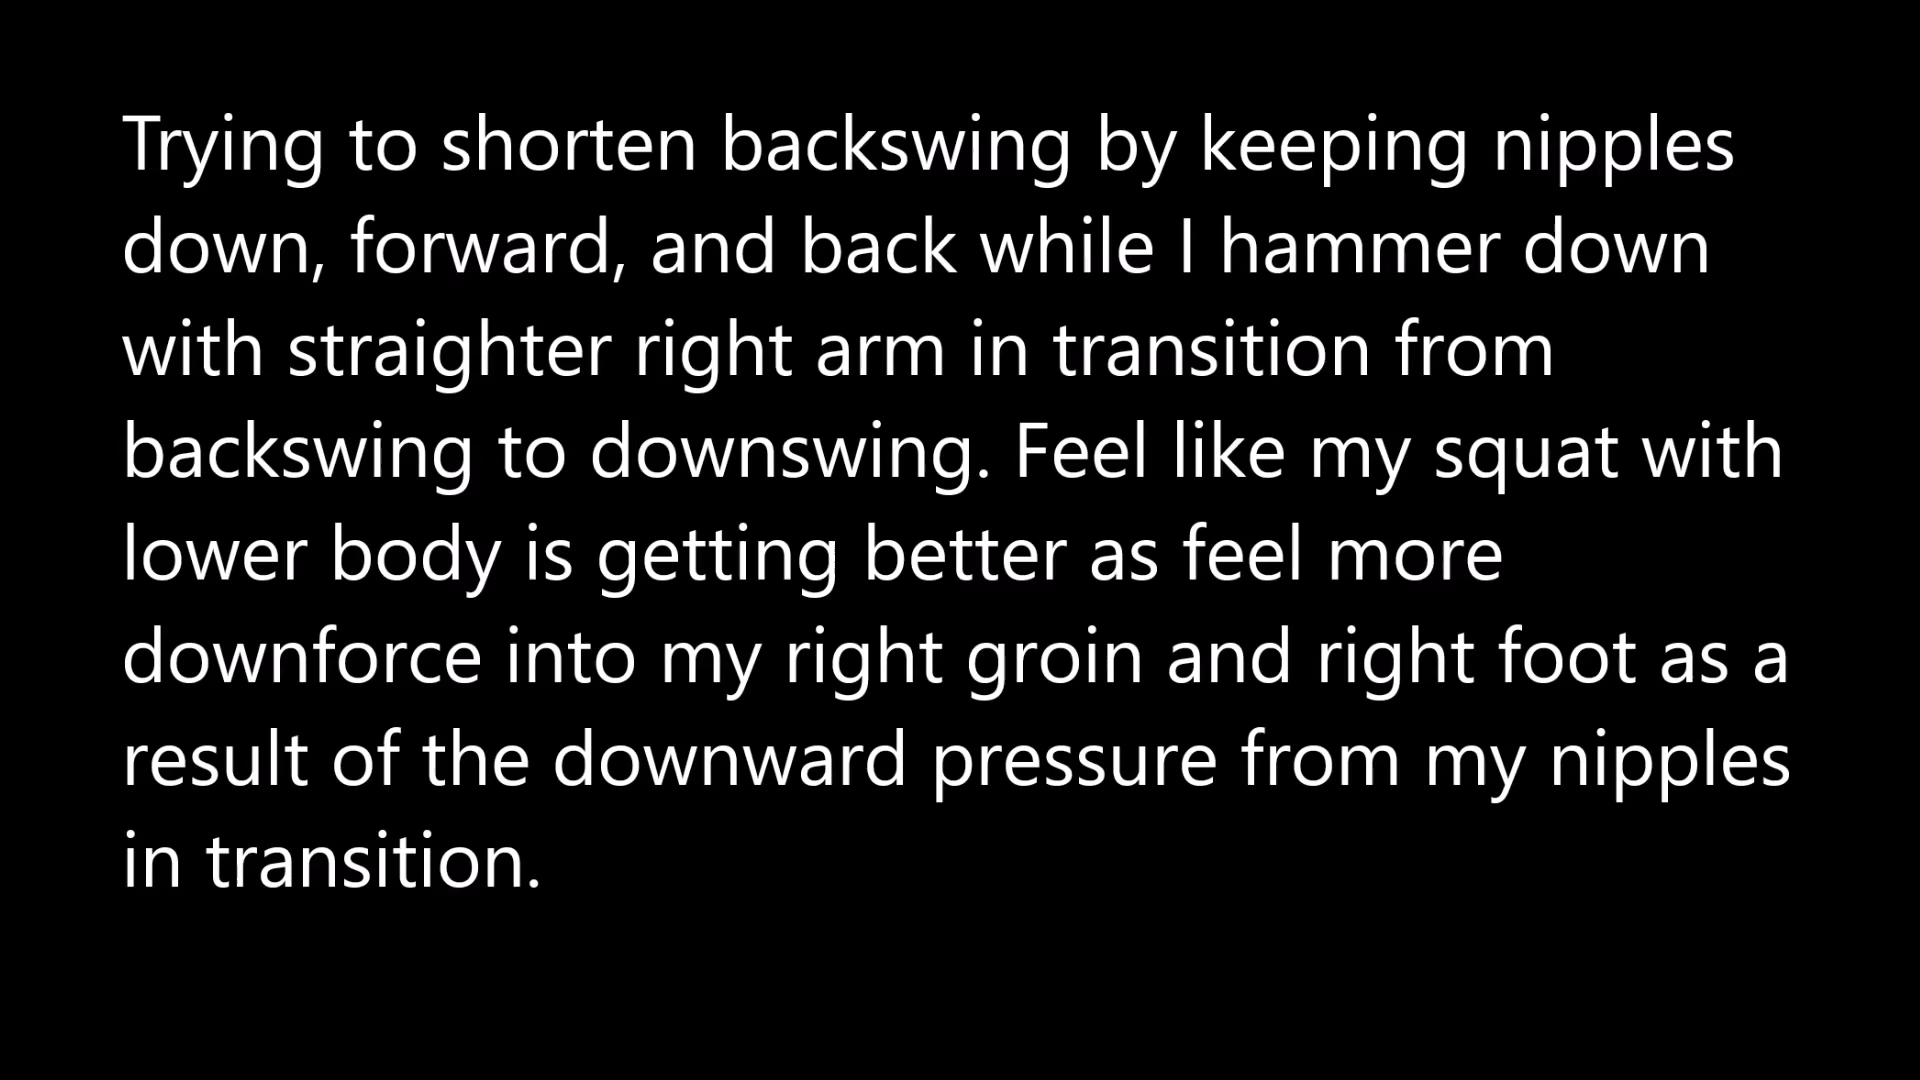 Trying to shorten backswing by keeping nipples
down, forward, and back while I hammer down
with straighter right arm in transition from
backswing to downswing. Feel like my squat with
lower body is getting better as feel more
downforce into my right groin and right foot as a
result of the downward pressure from my nipples
in transition.